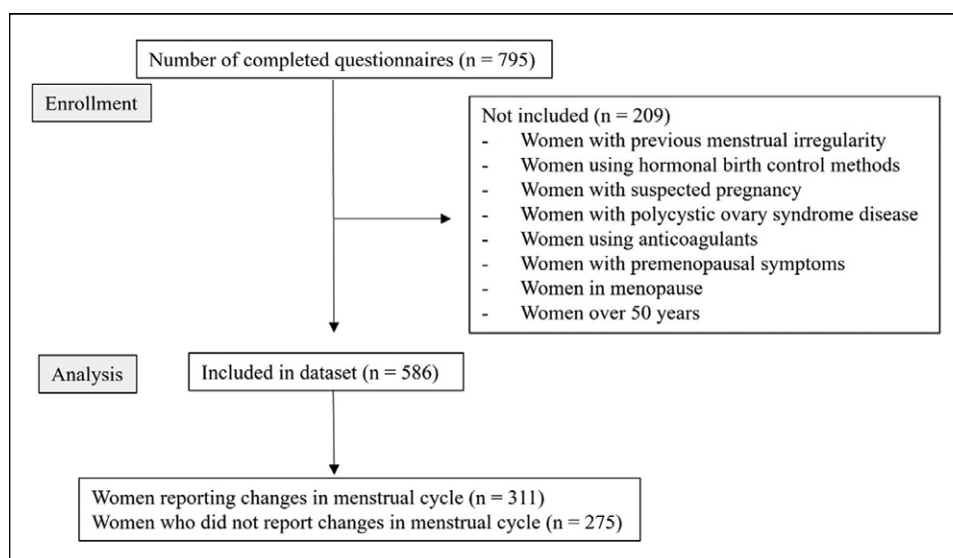 Number of completed questionnaires (n = 795)
Enrollment
Not included (n = 209)
- Women with previous menstrual irregularity
- Women using hormonal birth control methods
- Women with suspected pregnancy
- Women with polycystic ovary syndrome disease
- Women using anticoagulants
- Women with premenopausal symptoms
- Women in menopause
- Women over 50 years
Analysis
Included in dataset (n = 586)
Women reporting changes in menstrual cycle (n = 311)
Women who did not report changes in menstrual cycle (n = 275)